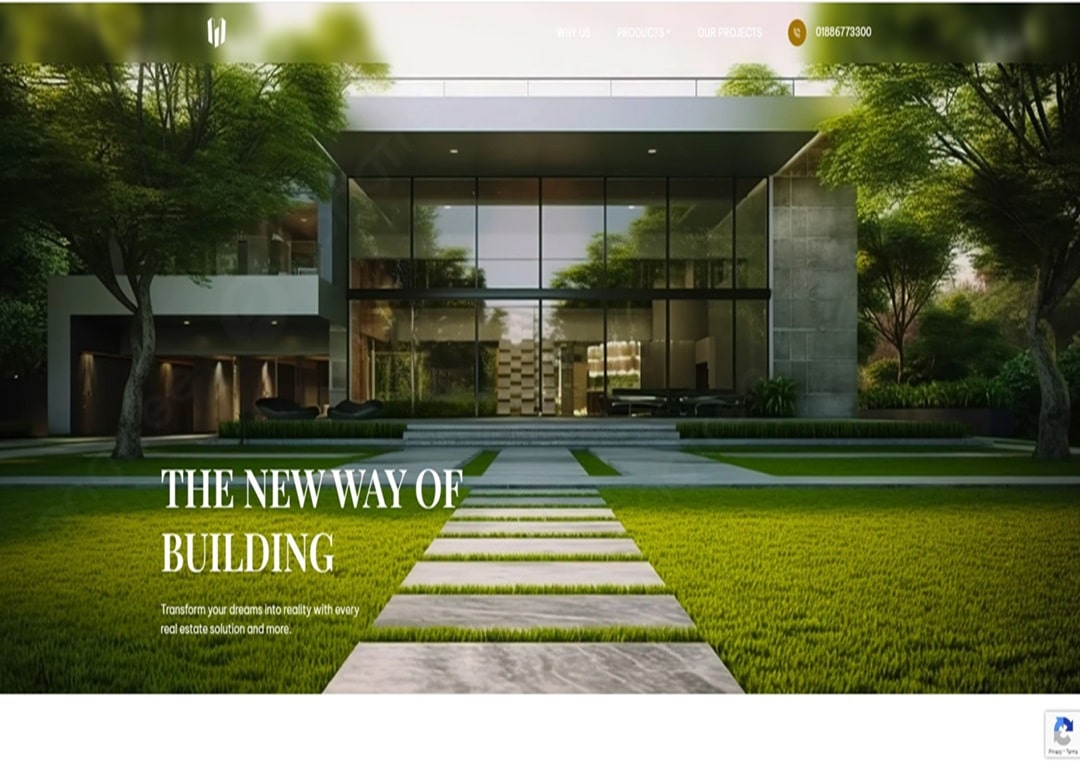 WHY US
PRODUCTS
OUR PROJECTS
01886773300
THE NEW WAY OF
BUILDING
Transform your dreams into reality with every
real estate solution and more.
Privacy - Terms